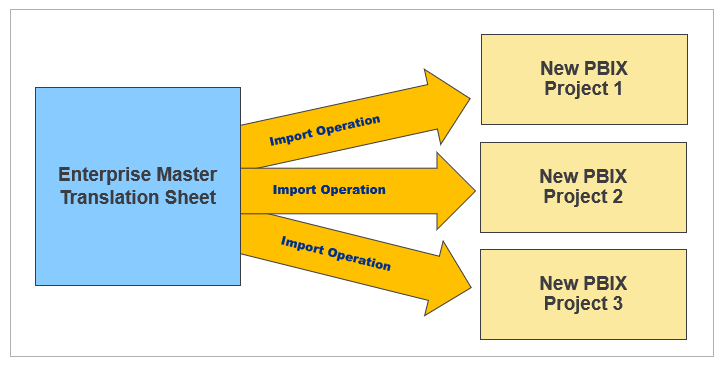 Enterprise Master
Translation Sheet
Import Operation
Import Operation
Import Operation
New PBIX
Project 1
New PBIX
Project 2
New PBIX
Project 3